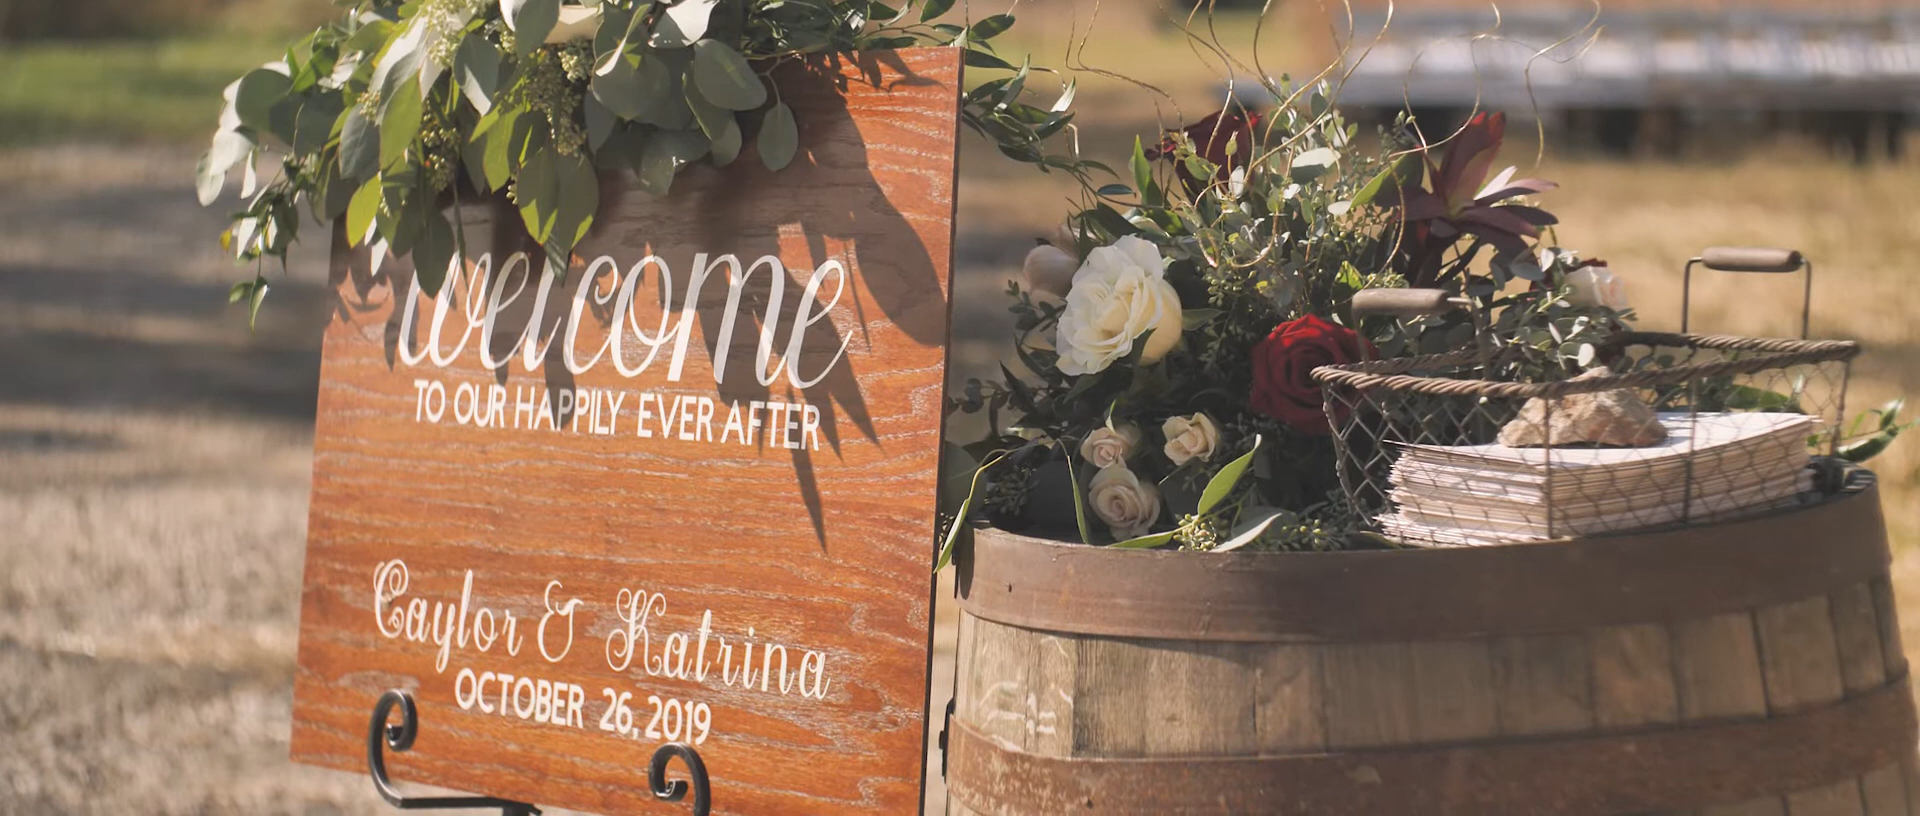 welcome
TO OUR HAPPILY EVER AFTER
Caylor & Katrina
OCTOBER 26, 2019